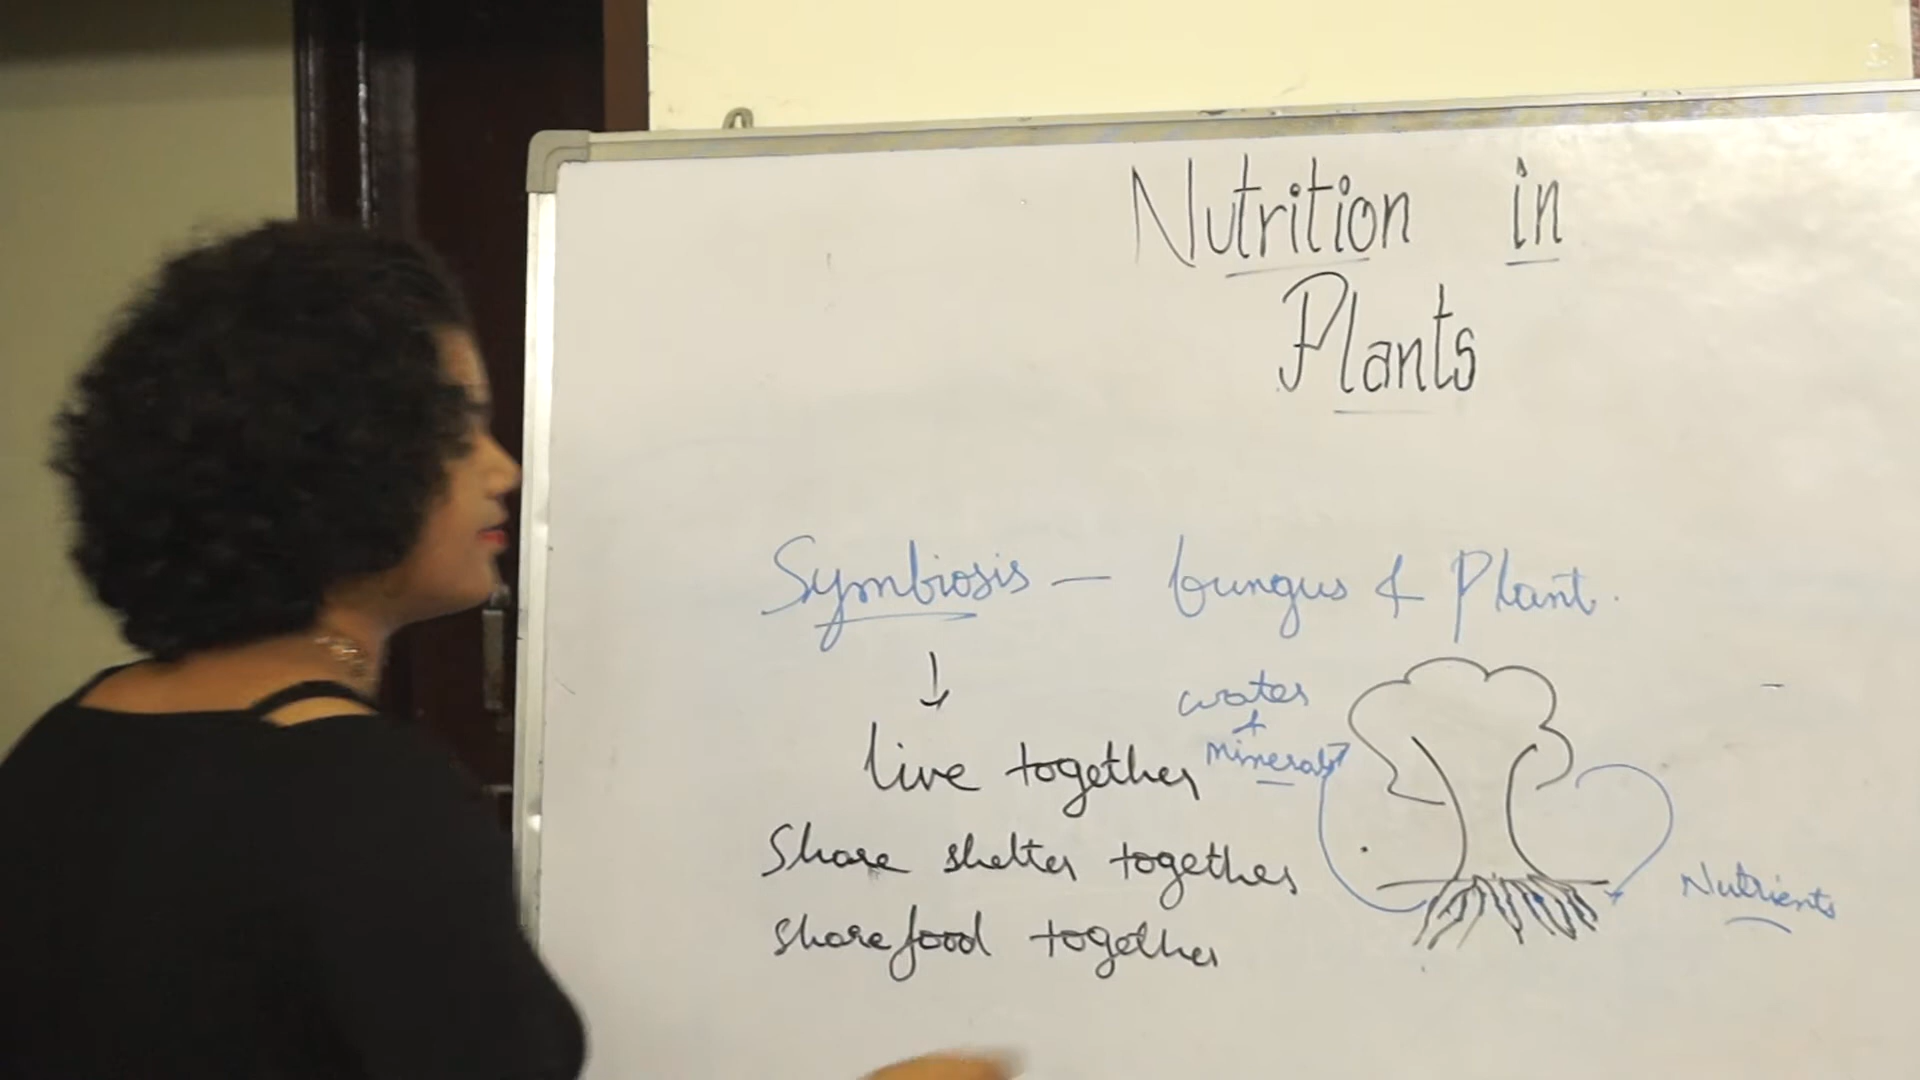 Nutrition in
Plants
Symbiosis - fungus & Plant.
↓
live together
Share shelter together
share food together
water
+
minerals
Nutrients